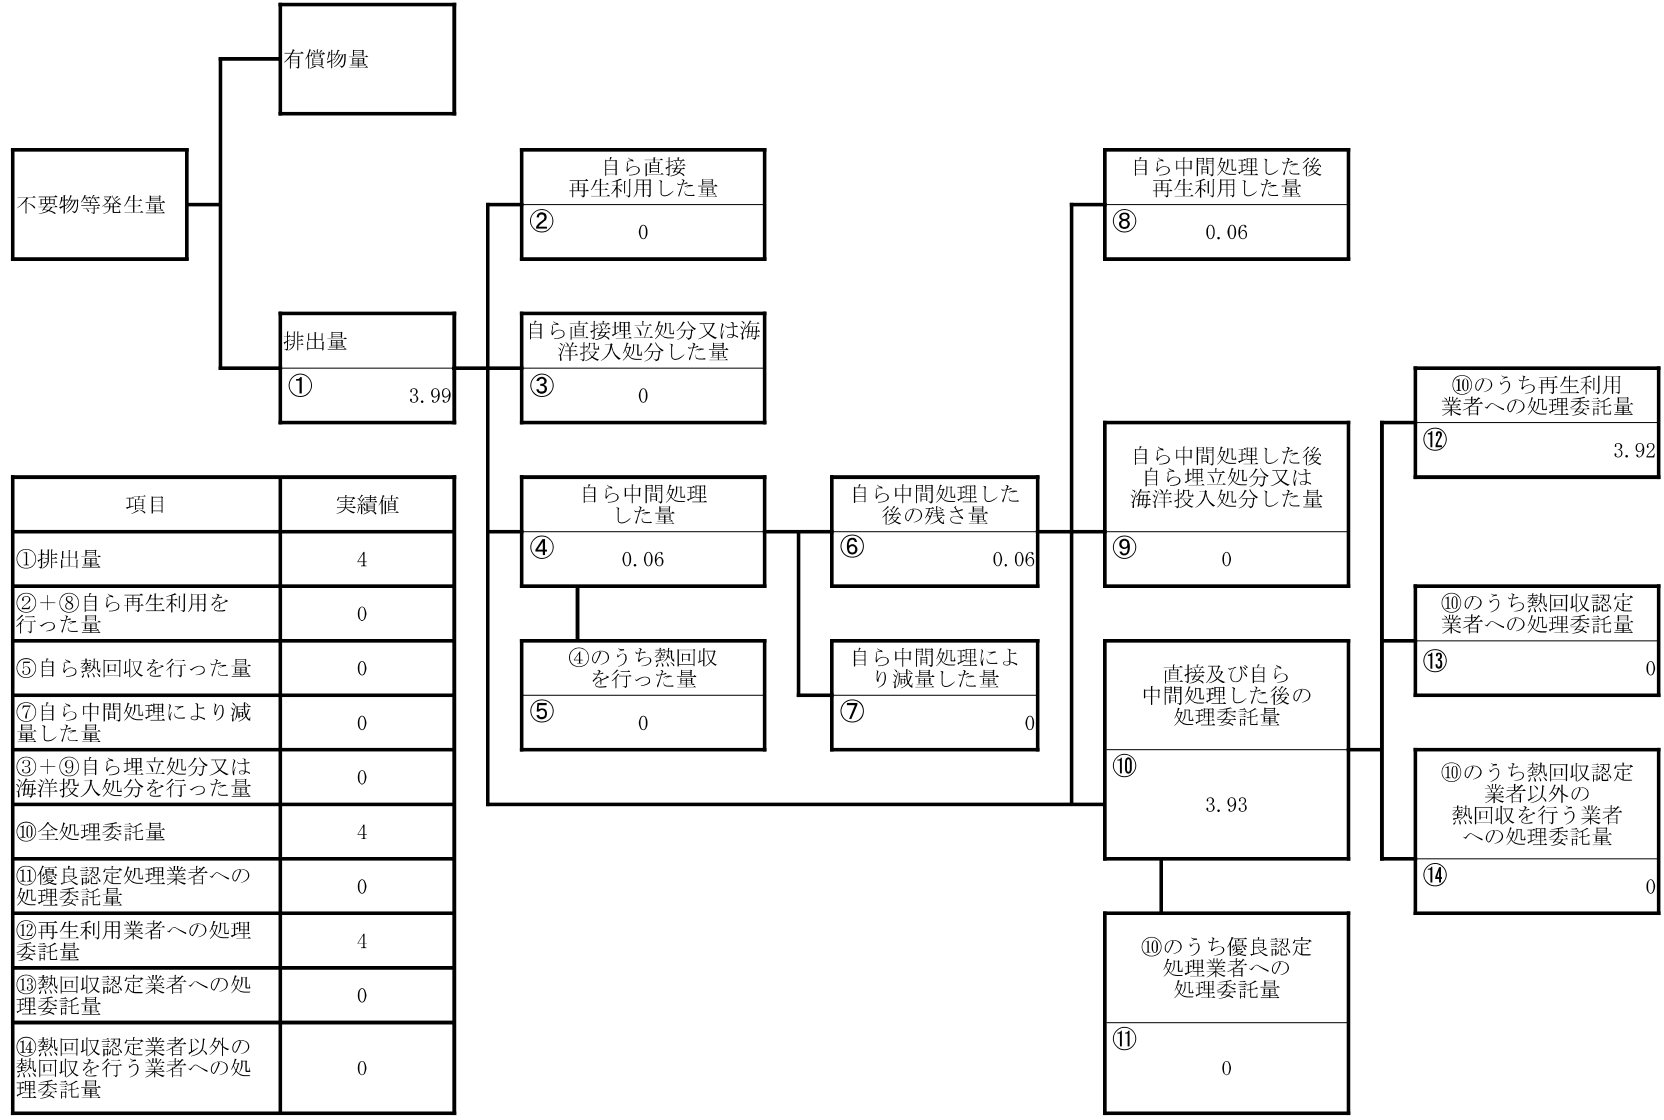 有償物量
不要物等発生量
自ら直接
再生利用した量
②
0
自ら中間処理した後
再生利用した量
⑧
0.06
排出量
①
3.99
自ら直接埋立処分又は海
洋投入処分した量
③
0
⑩のうち再生利用
業者への処理委託量
⑫
3.92
自ら中間処理した後
自ら埋立処分又は
海洋投入処分した量
⑨
0
自ら中間処理
した量
④
0.06
自ら中間処理した
後の残さ量
⑥
0.06
④のうち熱回収
を行った量
⑤
0
自ら中間処理によ
り減量した量
⑦
0
直接及び自ら
中間処理した後の
処理委託量
⑩
3.93
⑩のうち熱回収認定
業者への処理委託量
⑬
0
⑩のうち熱回収認定
業者以外の
熱回収を行う業者
への処理委託量
⑭
0
⑩のうち優良認定
処理業者への
処理委託量
⑪
0
項目 実績値
①排出量 4
②＋⑧自ら再生利用を
行った量 0
⑤自ら熱回収を行った量 0
⑦自ら中間処理により減
量した量 0
③＋⑨自ら埋立処分又は
海洋投入処分を行った量 0
⑩全処理委託量 4
⑪優良認定処理業者への
処理委託量 0
⑫再生利用業者への処理
委託量 4
⑬熱回収認定業者への処
理委託量 0
⑭熱回収認定業者以外の
熱回収を行う業者への処
理委託量 0